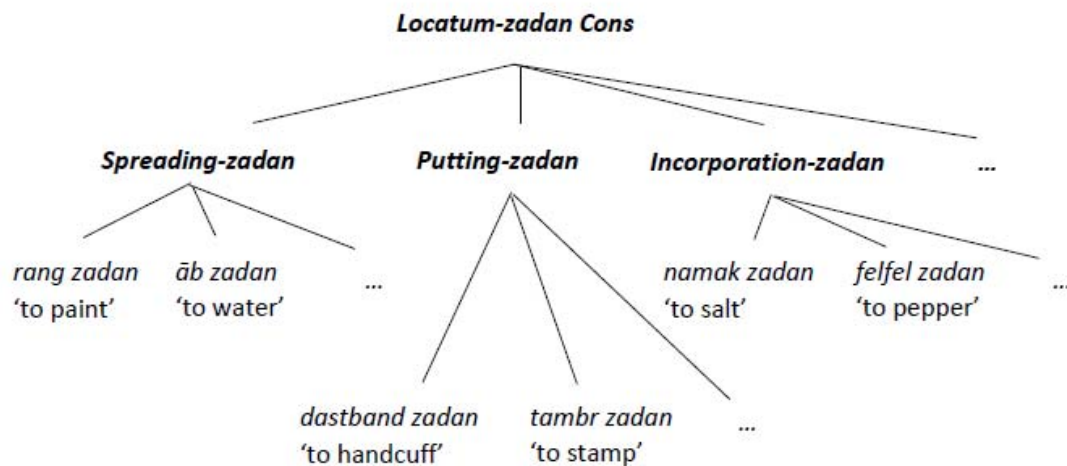 Locatum-zadan Cons
Spreading-zadan Putting-zadan Incorporation-zadan ...
rang zadan āb zadan ... namak zadan felfel zadan ...
‘to paint’ ‘to water’ ‘to salt’ ‘to pepper’
dastband zadan tambr zadan ...
‘to handcuff’ ‘to stamp’